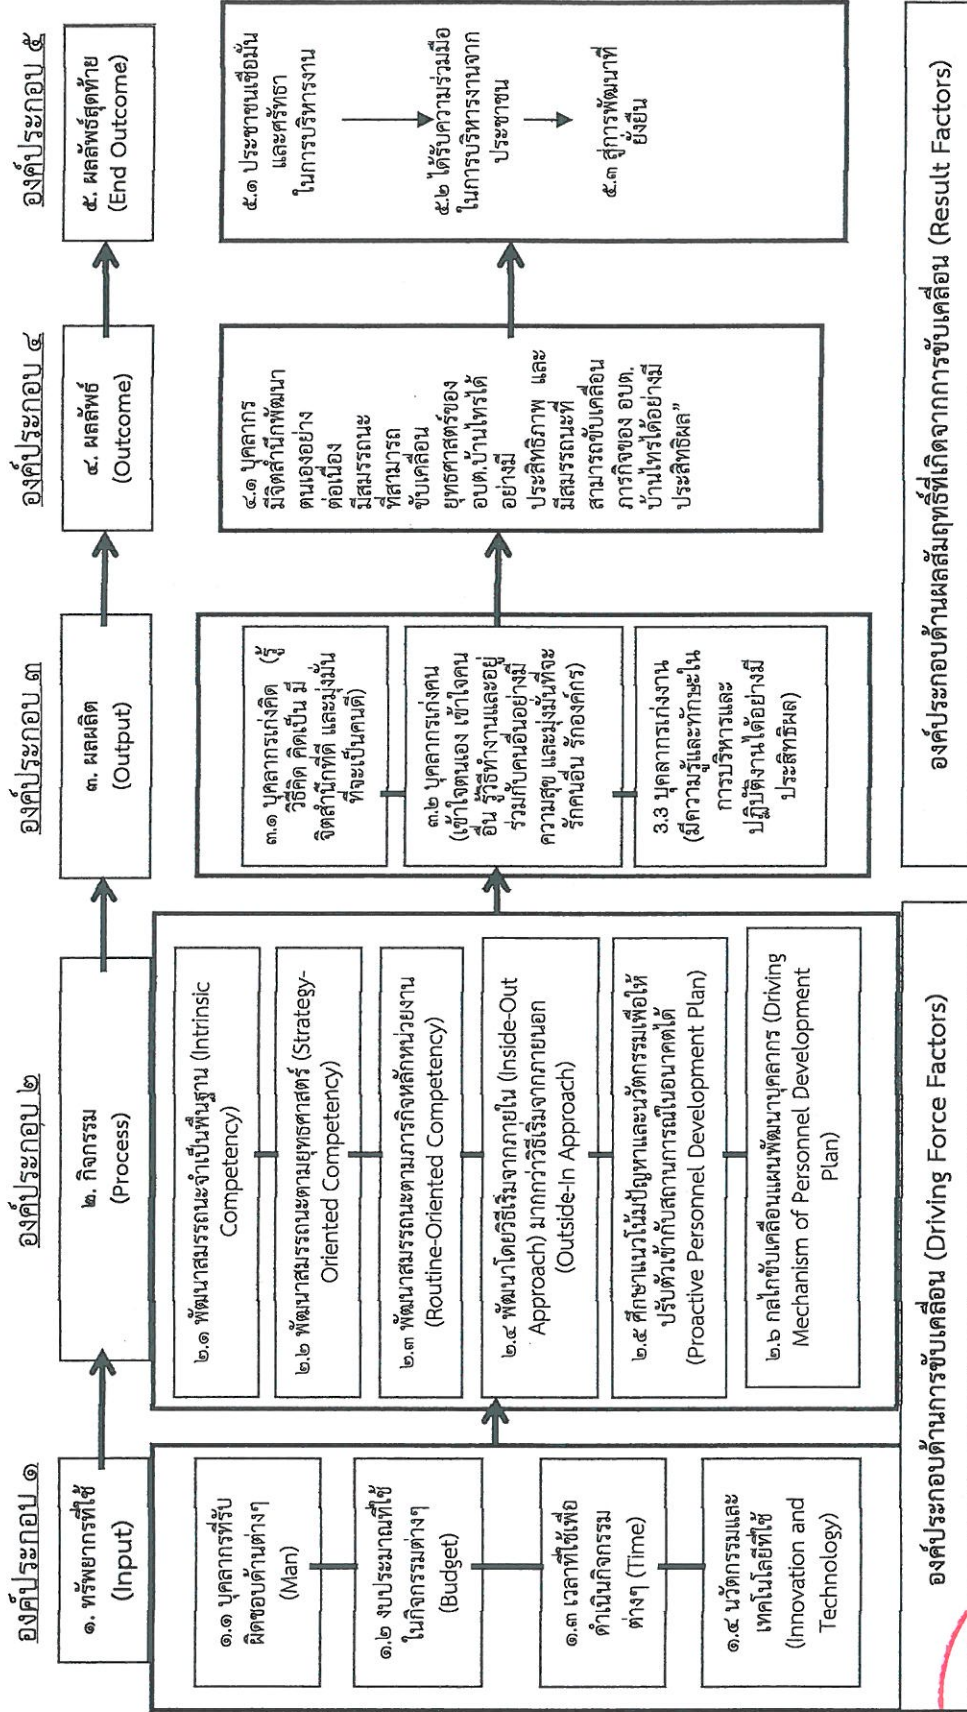 องค์ประกอบ ๑
๑. ทรัพยากรที่ใช้
(Input)
๑.๑ บุคลากรที่รับ
ผิดชอบด้านต่างๆ
(Man)
๑.๒ งบประมาณที่ใช้
ในกิจกรรมต่างๆ
(Budget)
๑.๓ เวลาที่ใช้เพื่อ
ดำเนินกิจกรรม
ต่างๆ (Time)
๑.๔ นวัตกรรมและ
เทคโนโลยีที่ใช้
(Innovation and
Technology)
องค์ประกอบ ๒
๒. กิจกรรม
(Process)
๒.๑ พัฒนาสมรรถนะจำเป็นพื้นฐาน (Intrinsic
Competency)
๒.๒ พัฒนาสมรรถนะตามยุทธศาสตร์ (Strategy-
Oriented Competency)
๒.๓ พัฒนาสมรรถนะตามภารกิจหลักหน่วยงาน
(Routine-Oriented Competency)
๒.๔ พัฒนาโดยวิธีเริ่มจากภายใน (Inside-Out
Approach) มากกว่าวิธีเริ่มจากภายนอก
(Outside-In Approach)
๒.๕ ศึกษาแนวโน้มปัญหาและนวัตกรรมเพื่อให้
ปรับตัวเข้ากับสถานการณ์ในอนาคตได้
(Proactive Personnel Development Plan)
๒.๖ กลไกขับเคลื่อนแผนพัฒนาบุคลากร (Driving
Mechanism of Personnel Development
Plan)
องค์ประกอบ ๓
๓. ผลผลิต
(Output)
๓.๑ บุคลากรเก่งคิด (รู้
วิธีคิด คิดเป็น มี
จิตสำนึกที่ดี และมุ่งมั่น
ที่จะเป็นคนดี)
๓.๒ บุคลากรเก่งคน
(เข้าใจตนเอง เข้าใจคน
อื่น รู้วิธีทำงานและอยู่
ร่วมกับคนอื่นอย่างมี
ความสุข และมุ่งมั่นที่จะ
รักคนอื่น รักองค์กร)
3.3 บุคลากรเก่งงาน
(มีความรู้และทักษะใน
การบริหารและ
ปฏิบัติงานได้อย่างมี
ประสิทธิผล)
องค์ประกอบ ๔
๔. ผลลัพธ์
(Outcome)
๔.๑ บุคลากร
มีจิตสำนึกพัฒนา
ตนเองอย่าง
ต่อเนื่อง
มีสมรรถนะ
ที่สามารถ
ขับเคลื่อน
ยุทธศาสตร์ของ
อบต.บ้านไทรได้
อย่างมี
ประสิทธิภาพ และ
มีสมรรถนะที่
สามารถขับเคลื่อน
ภารกิจของ อบต.
บ้านไทรได้อย่างมี
ประสิทธิผล”
องค์ประกอบ ๕
๕. ผลลัพธ์สุดท้าย
(End Outcome)
๕.๑ ประชาชนเชื่อมั่น
และศรัทธา
ในการบริหารงาน
๕.๒ ได้รับความร่วมมือ
ในการบริหารงานจาก
ประชาชน
๕.๓ สู่การพัฒนาที่
ยั่งยืน
องค์ประกอบด้านการขับเคลื่อน (Driving Force Factors)
องค์ประกอบด้านผลสัมฤทธิ์ที่เกิดจากการขับเคลื่อน (Result Factors)